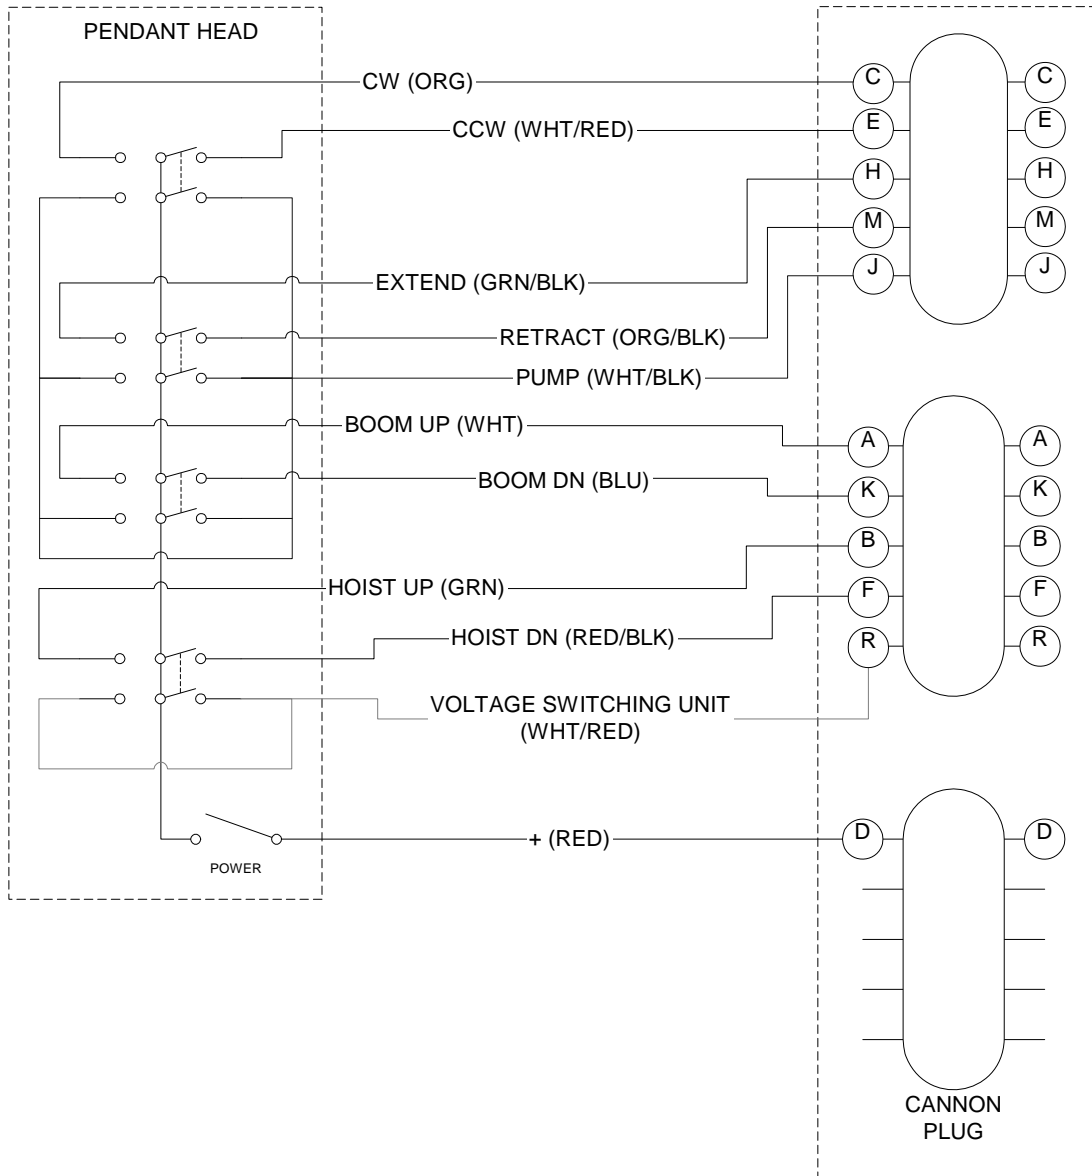 PENDANT HEAD
CW (ORG)
C
C
CCW (WHT/RED)
E
E
H
H
M
M
EXTEND (GRN/BLK)
J
J
RETRACT (ORG/BLK)
PUMP (WHT/BLK)
BOOM UP (WHT)
A
A
BOOM DN (BLU)
K
K
B
B
HOIST UP (GRN)
F
F
HOIST DN (RED/BLK)
R
R
VOLTAGE SWITCHING UNIT
(WHT/RED)
+ (RED)
D
D
POWER
CANNON
PLUG